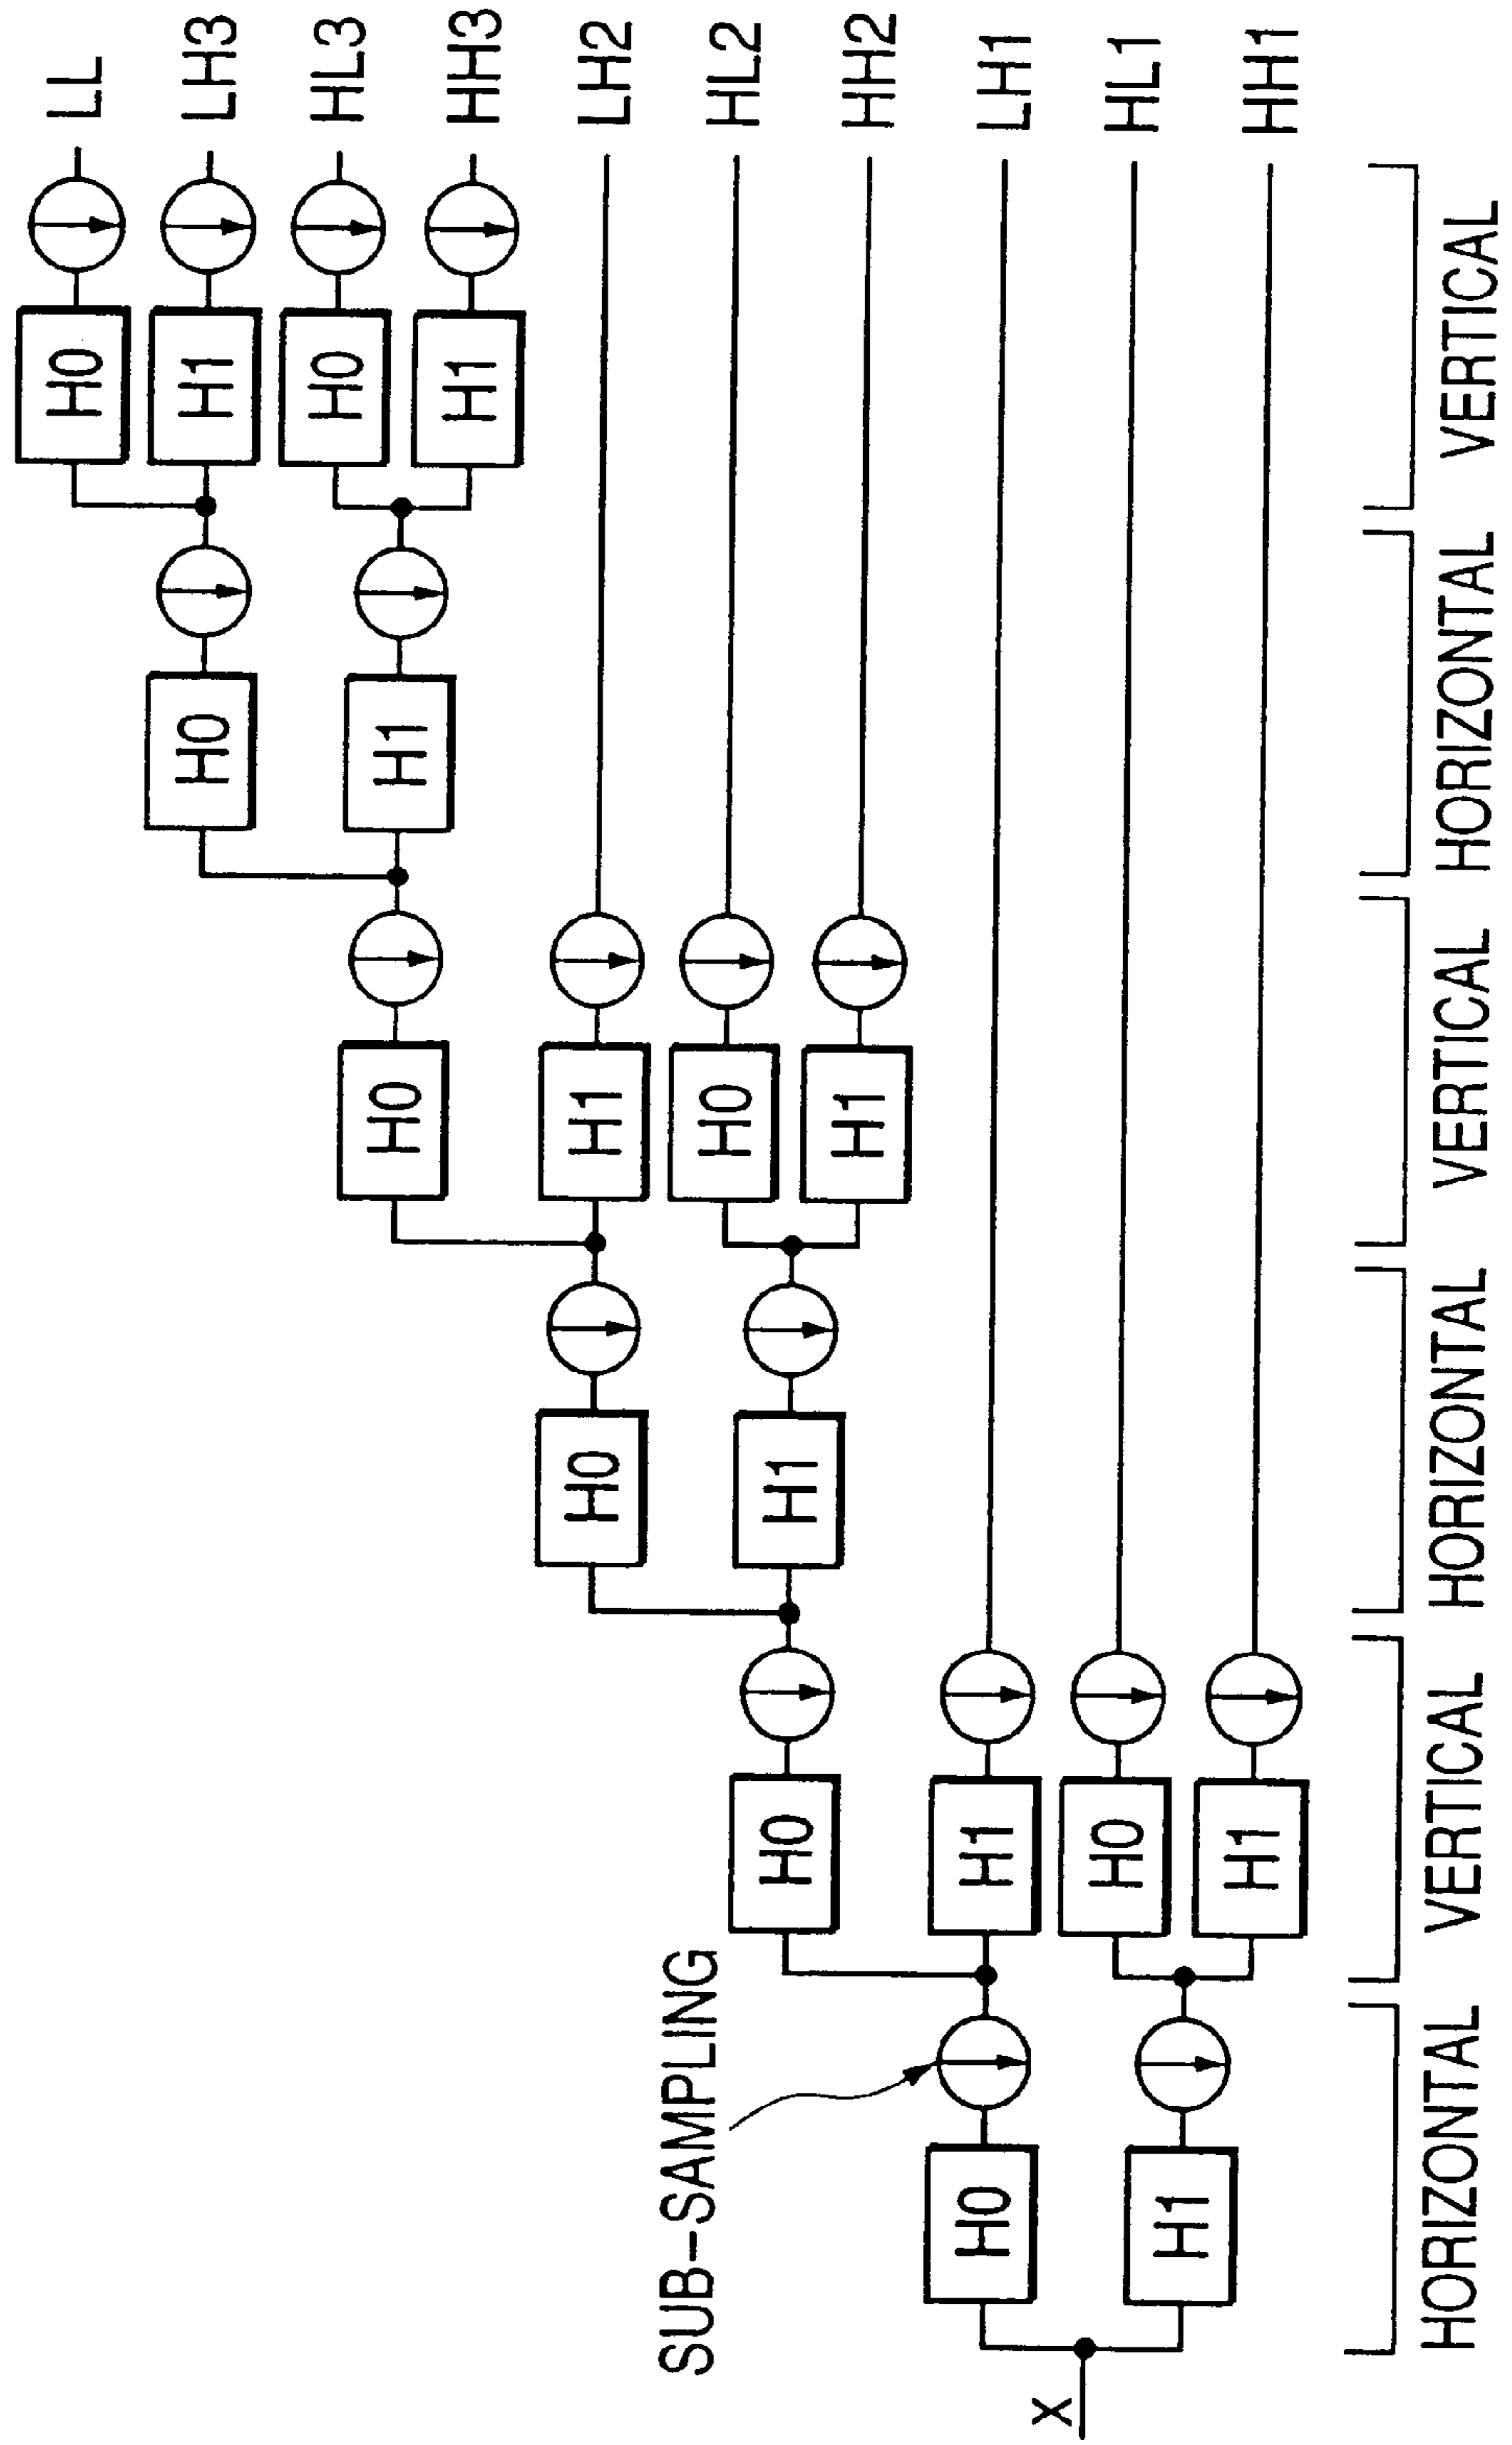 LL
H0
LH3
H0
H1
HL3
H0
H0
H1
H1
HH3
H0
H1
LH2
H0
HL2
H0
H1
H1
HH2
SUB-SAMPLING
H0
H1
LH1
X
H0
H1
HL1
H0
H1
HH1
HORIZONTAL VERTICAL HORIZONTAL VERTICAL HORIZONTAL VERTICAL